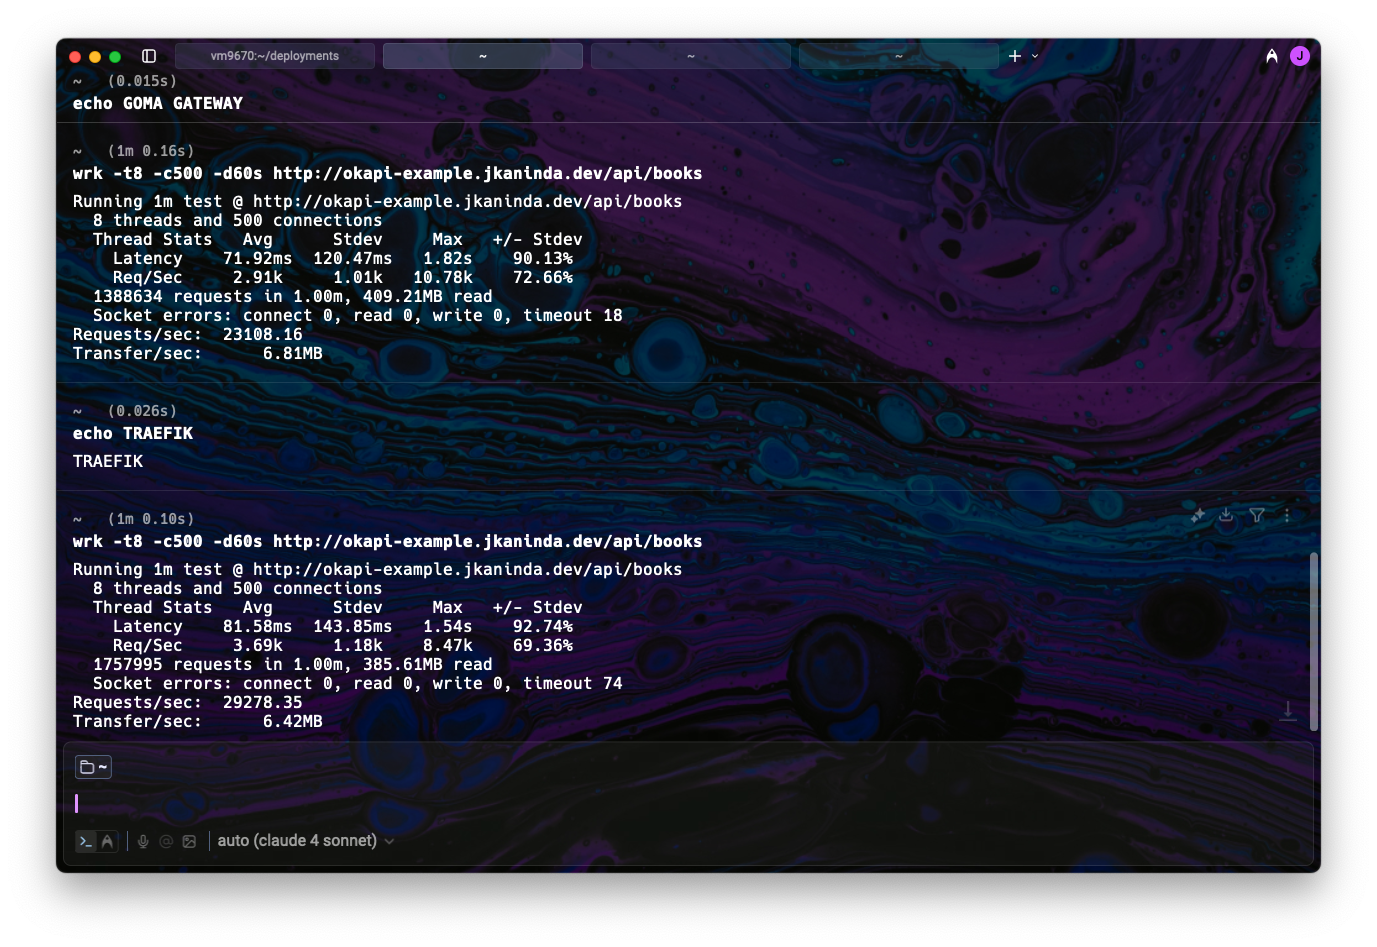 vm9670:~/deployments
~
~
~
J
~ (0.015s)
echo GOMA GATEWAY
~ (1m 0.16s)
wrk -t8 -c500 -d60s http://okapi-example.jkaninda.dev/api/books
Running 1m test @ http://okapi-example.jkaninda.dev/api/books
8 threads and 500 connections
Thread Stats Avg Stdev Max +/- Stdev
Latency 71.92ms 120.47ms 1.82s 90.13%
Req/Sec 2.91k 1.01k 10.78k 72.66%
1388634 requests in 1.00m, 409.21MB read
Socket errors: connect 0, read 0, write 0, timeout 18
Requests/sec: 23108.16
Transfer/sec: 6.81MB
~ (0.026s)
echo TRAEFIK
TRAEFIK
~ (1m 0.10s)
wrk -t8 -c500 -d60s http://okapi-example.jkaninda.dev/api/books
Running 1m test @ http://okapi-example.jkaninda.dev/api/books
8 threads and 500 connections
Thread Stats Avg Stdev Max +/- Stdev
Latency 81.58ms 143.85ms 1.54s 92.74%
Req/Sec 3.69k 1.18k 8.47k 69.36%
1757995 requests in 1.00m, 385.61MB read
Socket errors: connect 0, read 0, write 0, timeout 74
Requests/sec: 29278.35
Transfer/sec: 6.42MB
~
auto (claude 4 sonnet)